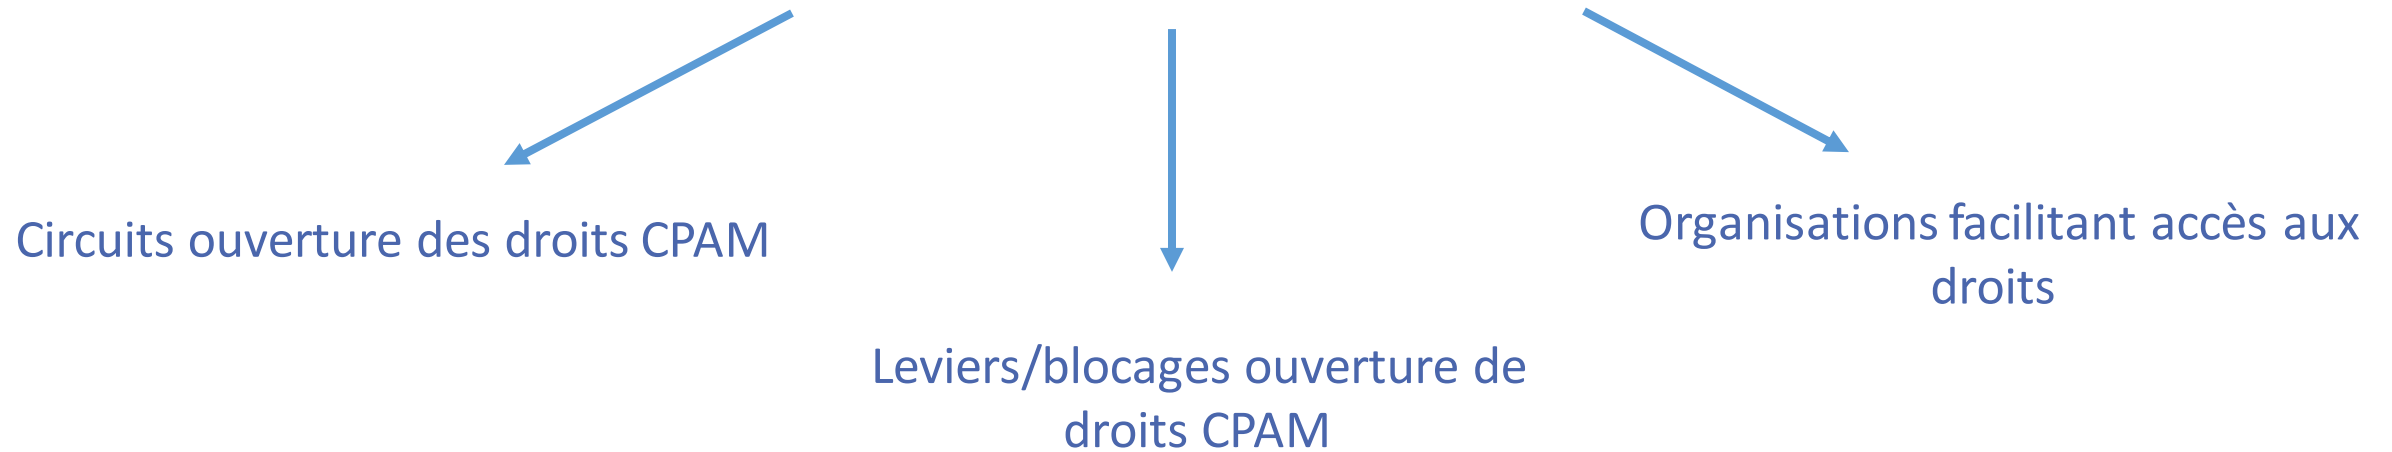 Circuits ouverture des droits CPAM
Leviers/blocages ouverture de
droits CPAM
Organisations facilitant accès aux
droits